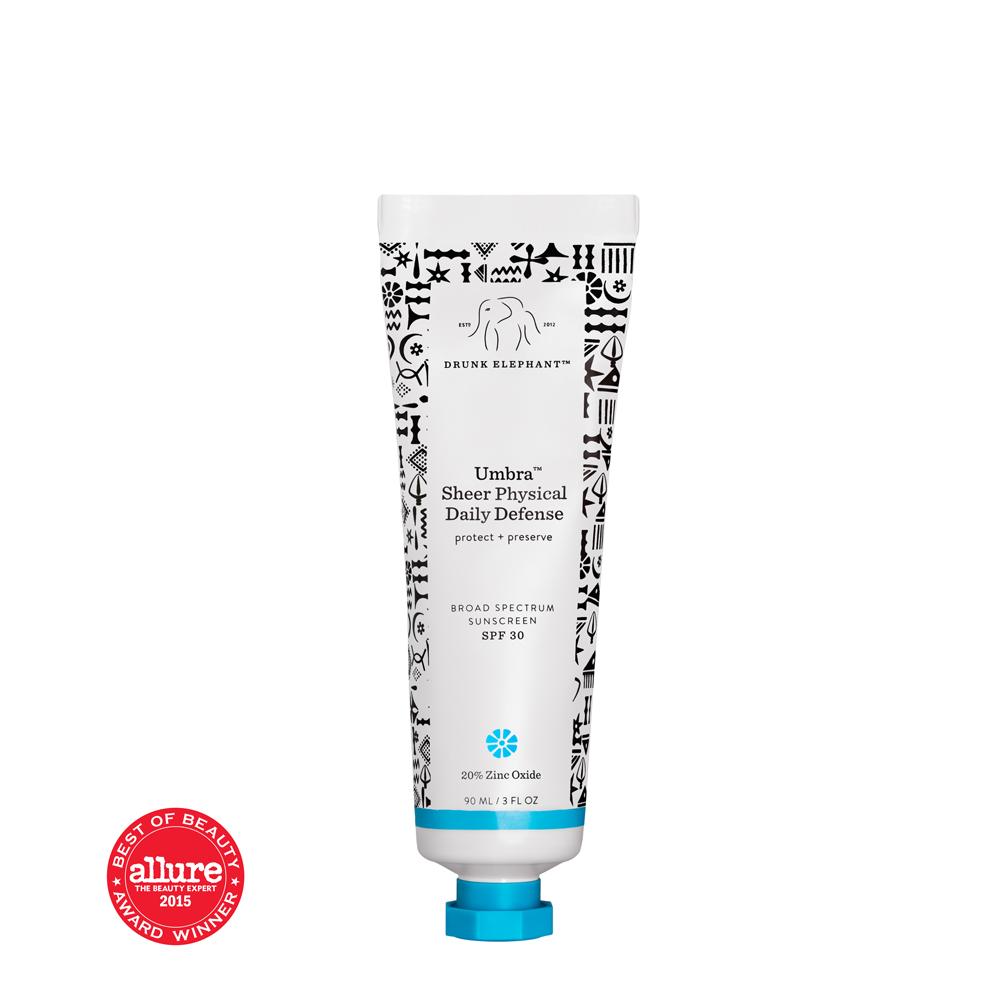 ESTD 2012
DRUNK ELEPHANT™
Umbra™
Sheer Physical
Daily Defense
protect + preserve
BROAD SPECTRUM
SUNSCREEN
SPF 30
20% Zinc Oxide
90 ML / 3 FL OZ
BEST OF BEAUTY
allure
THE BEAUTY EXPERT
2015
AWARD WINNER